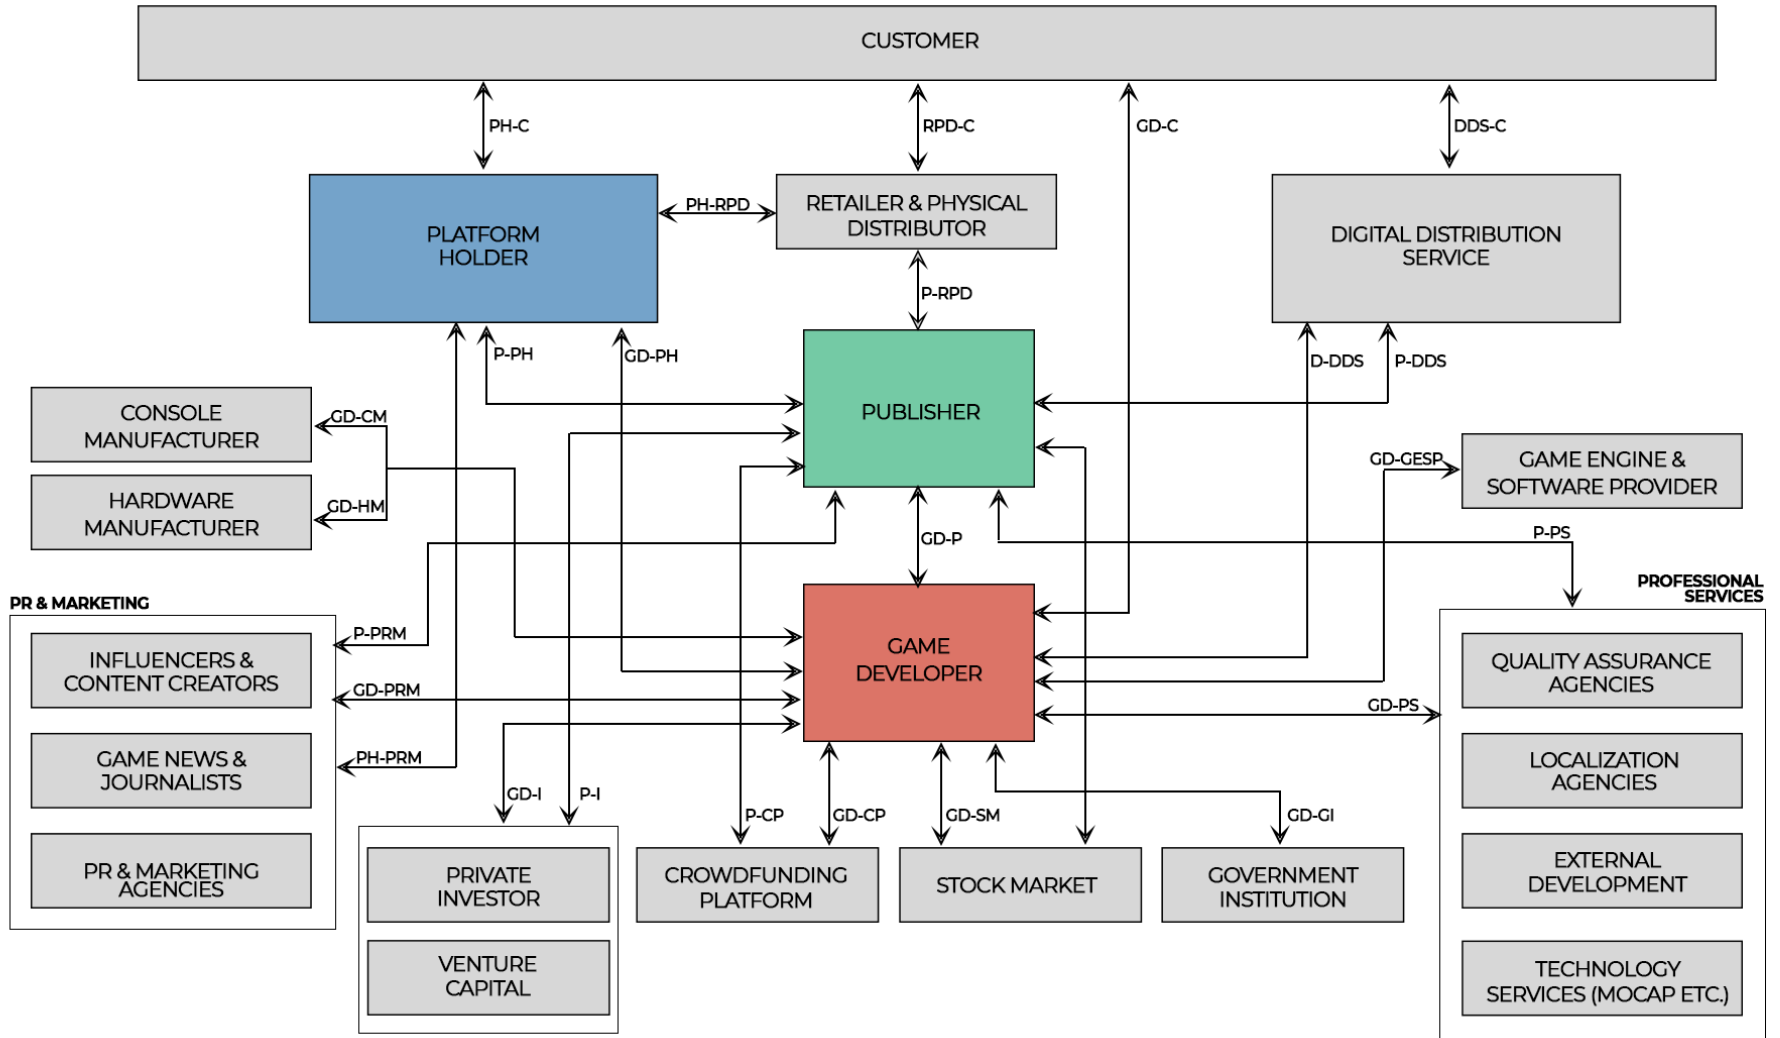 CUSTOMER
PH-C
RPD-C
GD-C
DDS-C
PLATFORM
HOLDER
PH-RPD
RETAILER & PHYSICAL
DISTRIBUTOR
DIGITAL DISTRIBUTION
SERVICE
P-RPD
P-PH
GD-PH
D-DDS
P-DDS
PUBLISHER
CONSOLE
MANUFACTURER
GD-CM
HARDWARE
MANUFACTURER
GD-HM
GD-GESP
GAME ENGINE &
SOFTWARE PROVIDER
GD-P
P-PS
PR & MARKETING
PROFESSIONAL
SERVICES
P-PRM
INFLUENCERS &
CONTENT CREATORS
GD-PRM
GAME
DEVELOPER
QUALITY ASSURANCE
AGENCIES
GD-PS
GAME NEWS &
JOURNALISTS
PH-PRM
LOCALIZATION
AGENCIES
GD-I
P-I
P-CP
GD-CP
GD-SM
GD-GI
PR & MARKETING
AGENCIES
PRIVATE
INVESTOR
CROWDFUNDING
PLATFORM
STOCK MARKET
GOVERNMENT
INSTITUTION
EXTERNAL
DEVELOPMENT
VENTURE
CAPITAL
TECHNOLOGY
SERVICES (MOCAP ETC.)